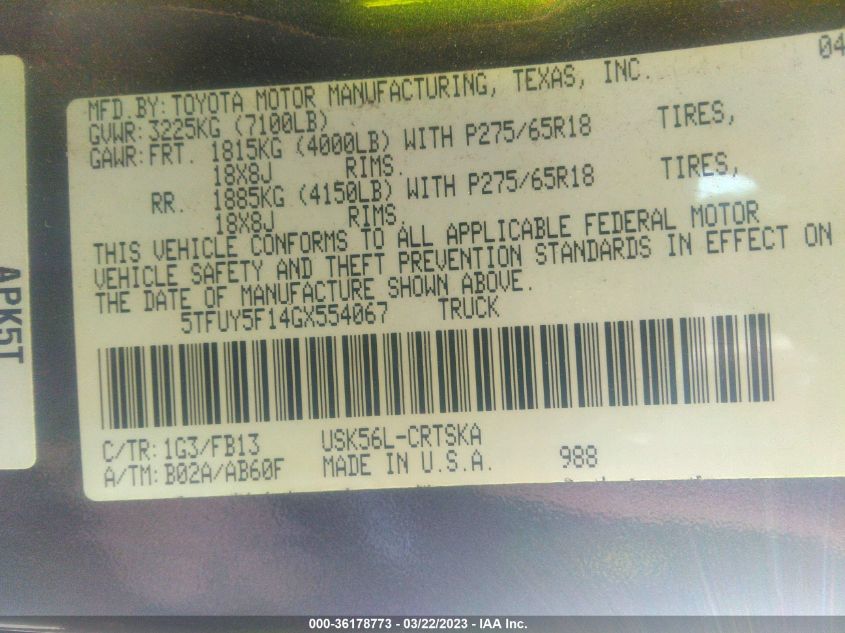 04
MFD.BY:TOYOTA MOTOR MANUFACTURING, TEXAS, INC.
GVWR:3225KG (7100LB)
GAWR:FRT. 1815KG (4000LB) WITH P275/65R18 TIRES,
18X8J RIMS.
RR. 1885KG (4150LB) WITH P275/65R18 TIRES,
18X8J RIMS.
THIS VEHICLE CONFORMS TO ALL APPLICABLE FEDERAL MOTOR
VEHICLE SAFETY AND THEFT PREVENTION STANDARDS IN EFFECT ON
THE DATE OF MANUFACTURE SHOWN ABOVE.
5TFUY5F14GX554067 TRUCK
C/TR:1G3/FB13 USK56L-CRTSKA
A/TM:B02A/AB60F MADE IN U.S.A. 988
APK5T
000-36178773 - 03/22/2023 - IAA Inc.